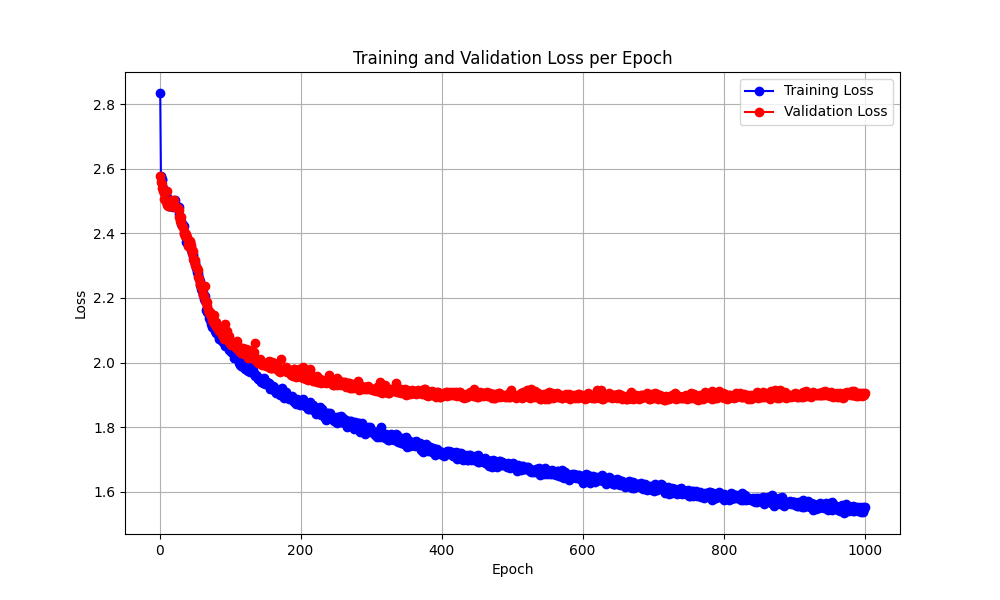 Training and Validation Loss per Epoch
Training Loss
Validation Loss
2.8
2.6
2.4
2.2
2.0
1.8
1.6
Loss
0 200 400 600 800 1000
Epoch